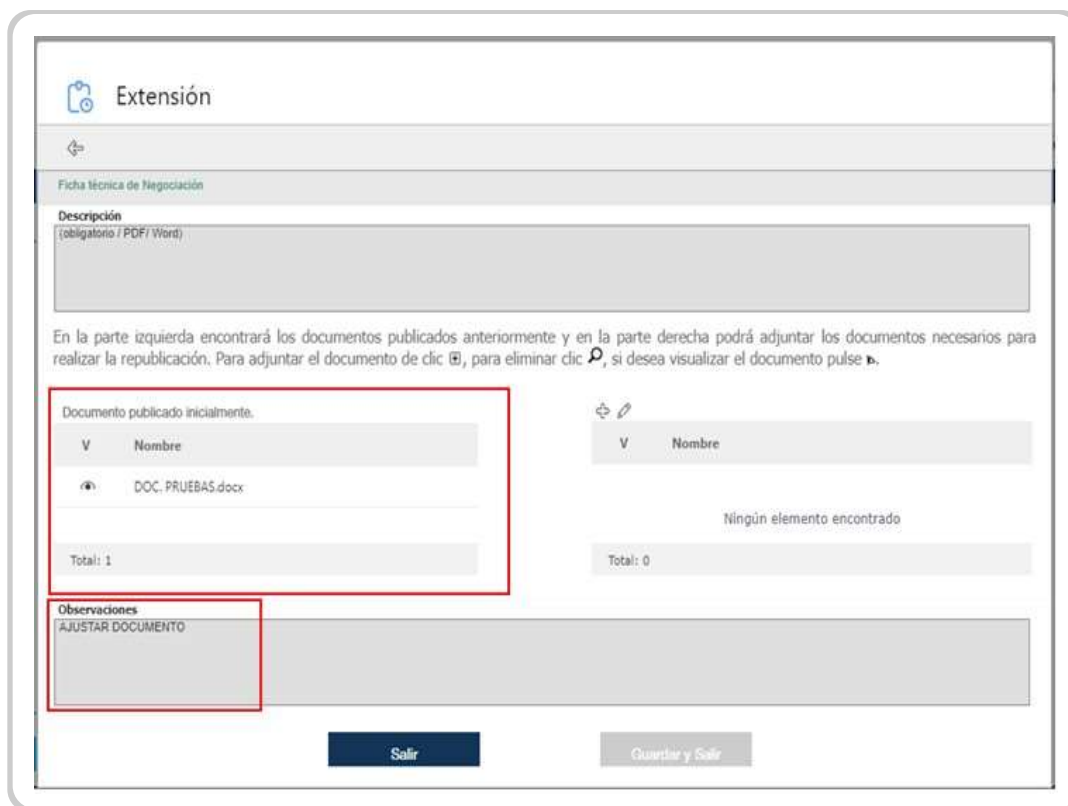 Extensión
Ficha técnica de Negociación
Descripción
(obligatorio / PDF/ Word)
En la parte izquierda encontrará los documentos publicados anteriormente y en la parte derecha podrá adjuntar los documentos necesarios para
realizar la republicación. Para adjuntar el documento de clic , para eliminar clic , si desea visualizar el documento pulse .
Documento publicado inicialmente.
V Nombre
DOC. PRUEBAS.docx
Total: 1
V Nombre
Ningún elemento encontrado
Total: 0
Observaciones
AJUSTAR DOCUMENTO
Salir
Guardar y Salir